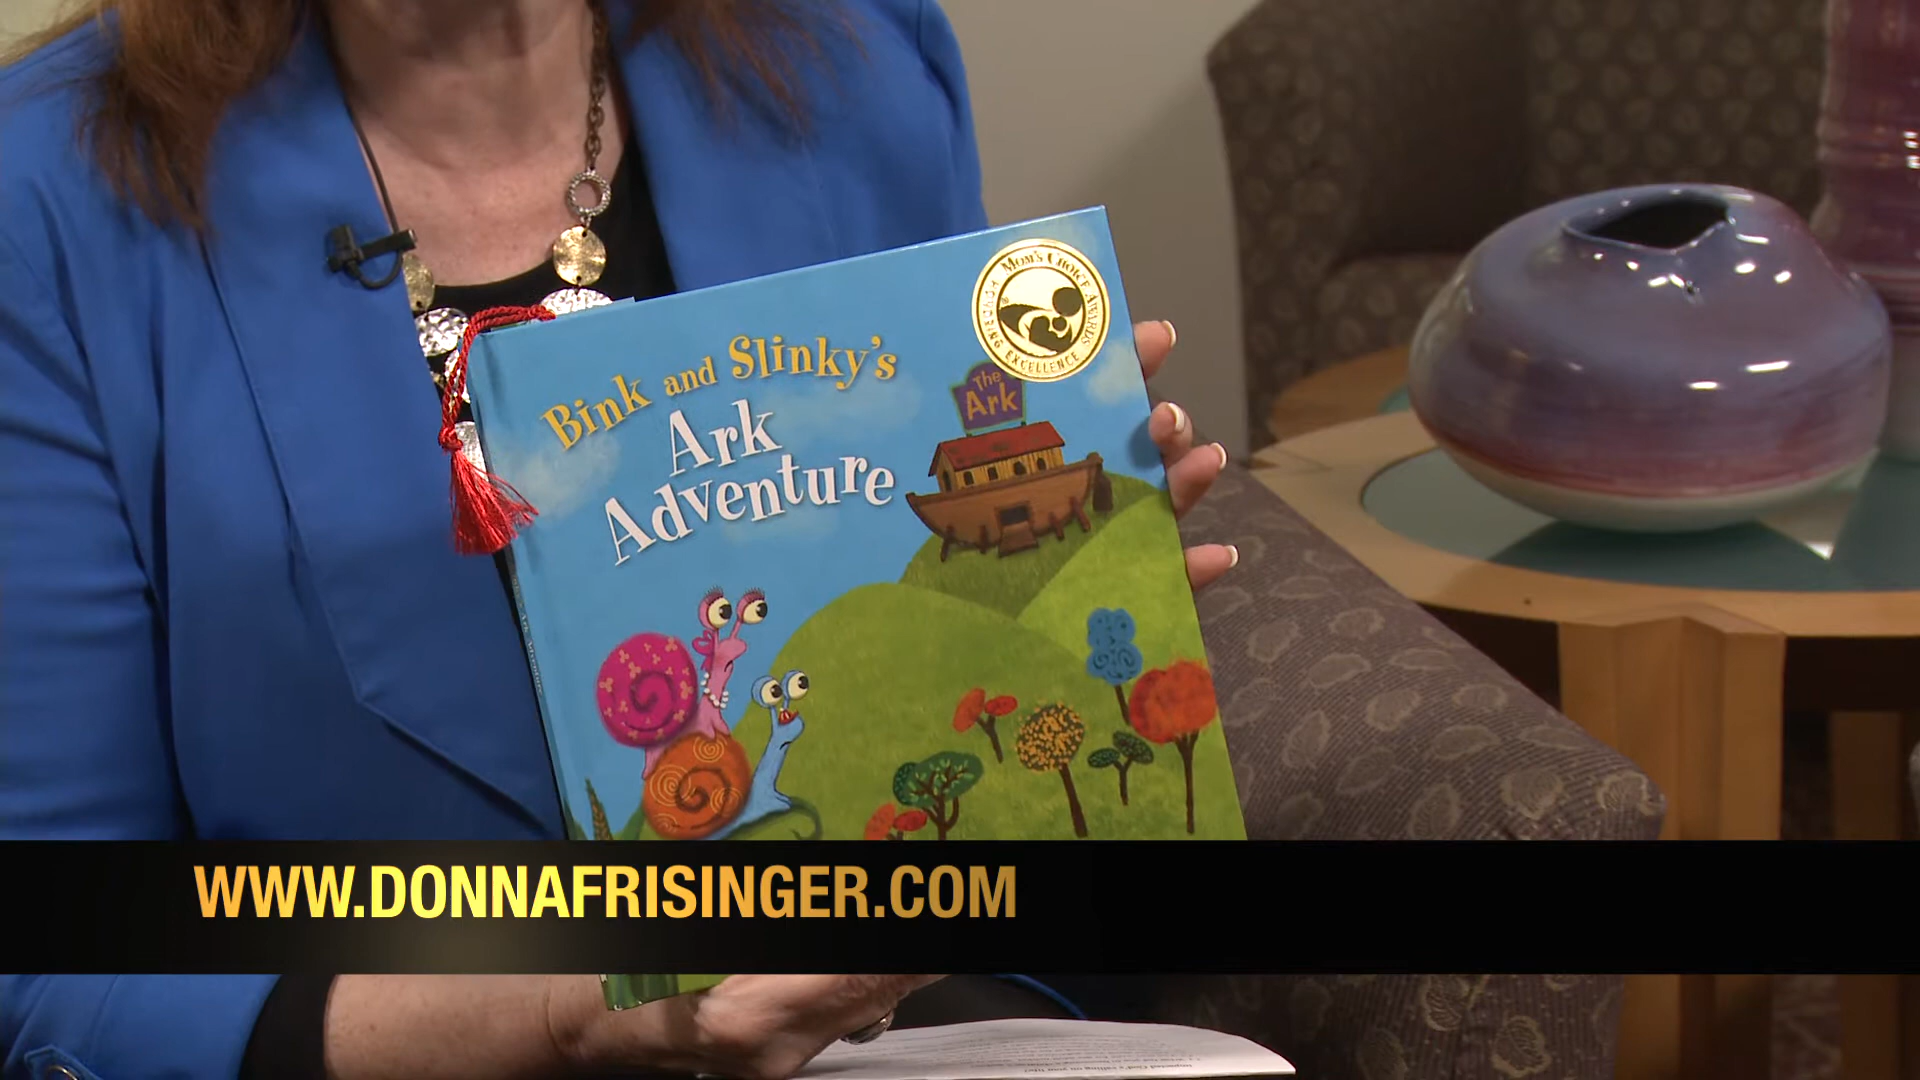 MOM'S CHOICE AWARDS
HONORING EXCELLENCE
®
The
Ark
Bink and Slinky's
Ark
Adventure
WWW.DONNAFRISINGER.COM